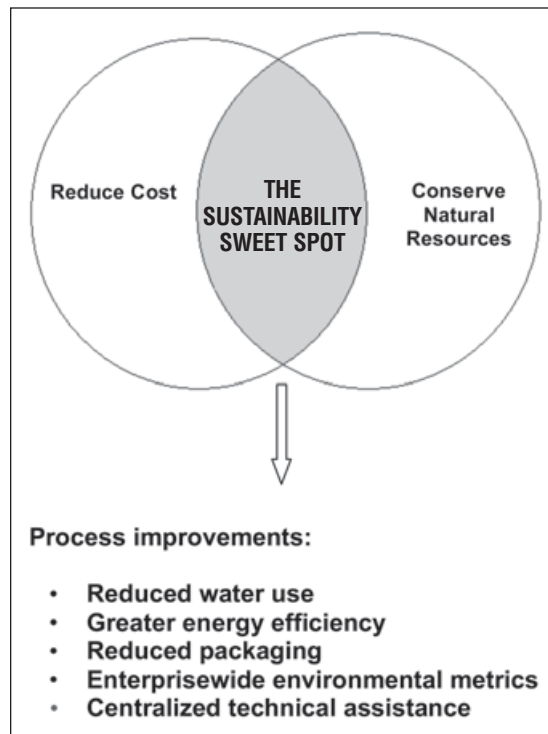 Reduce Cost
THE
SUSTAINABILITY
SWEET SPOT
Conserve
Natural
Resources
Process improvements:
• Reduced water use
• Greater energy efficiency
• Reduced packaging
• Enterprisewide environmental metrics
• Centralized technical assistance